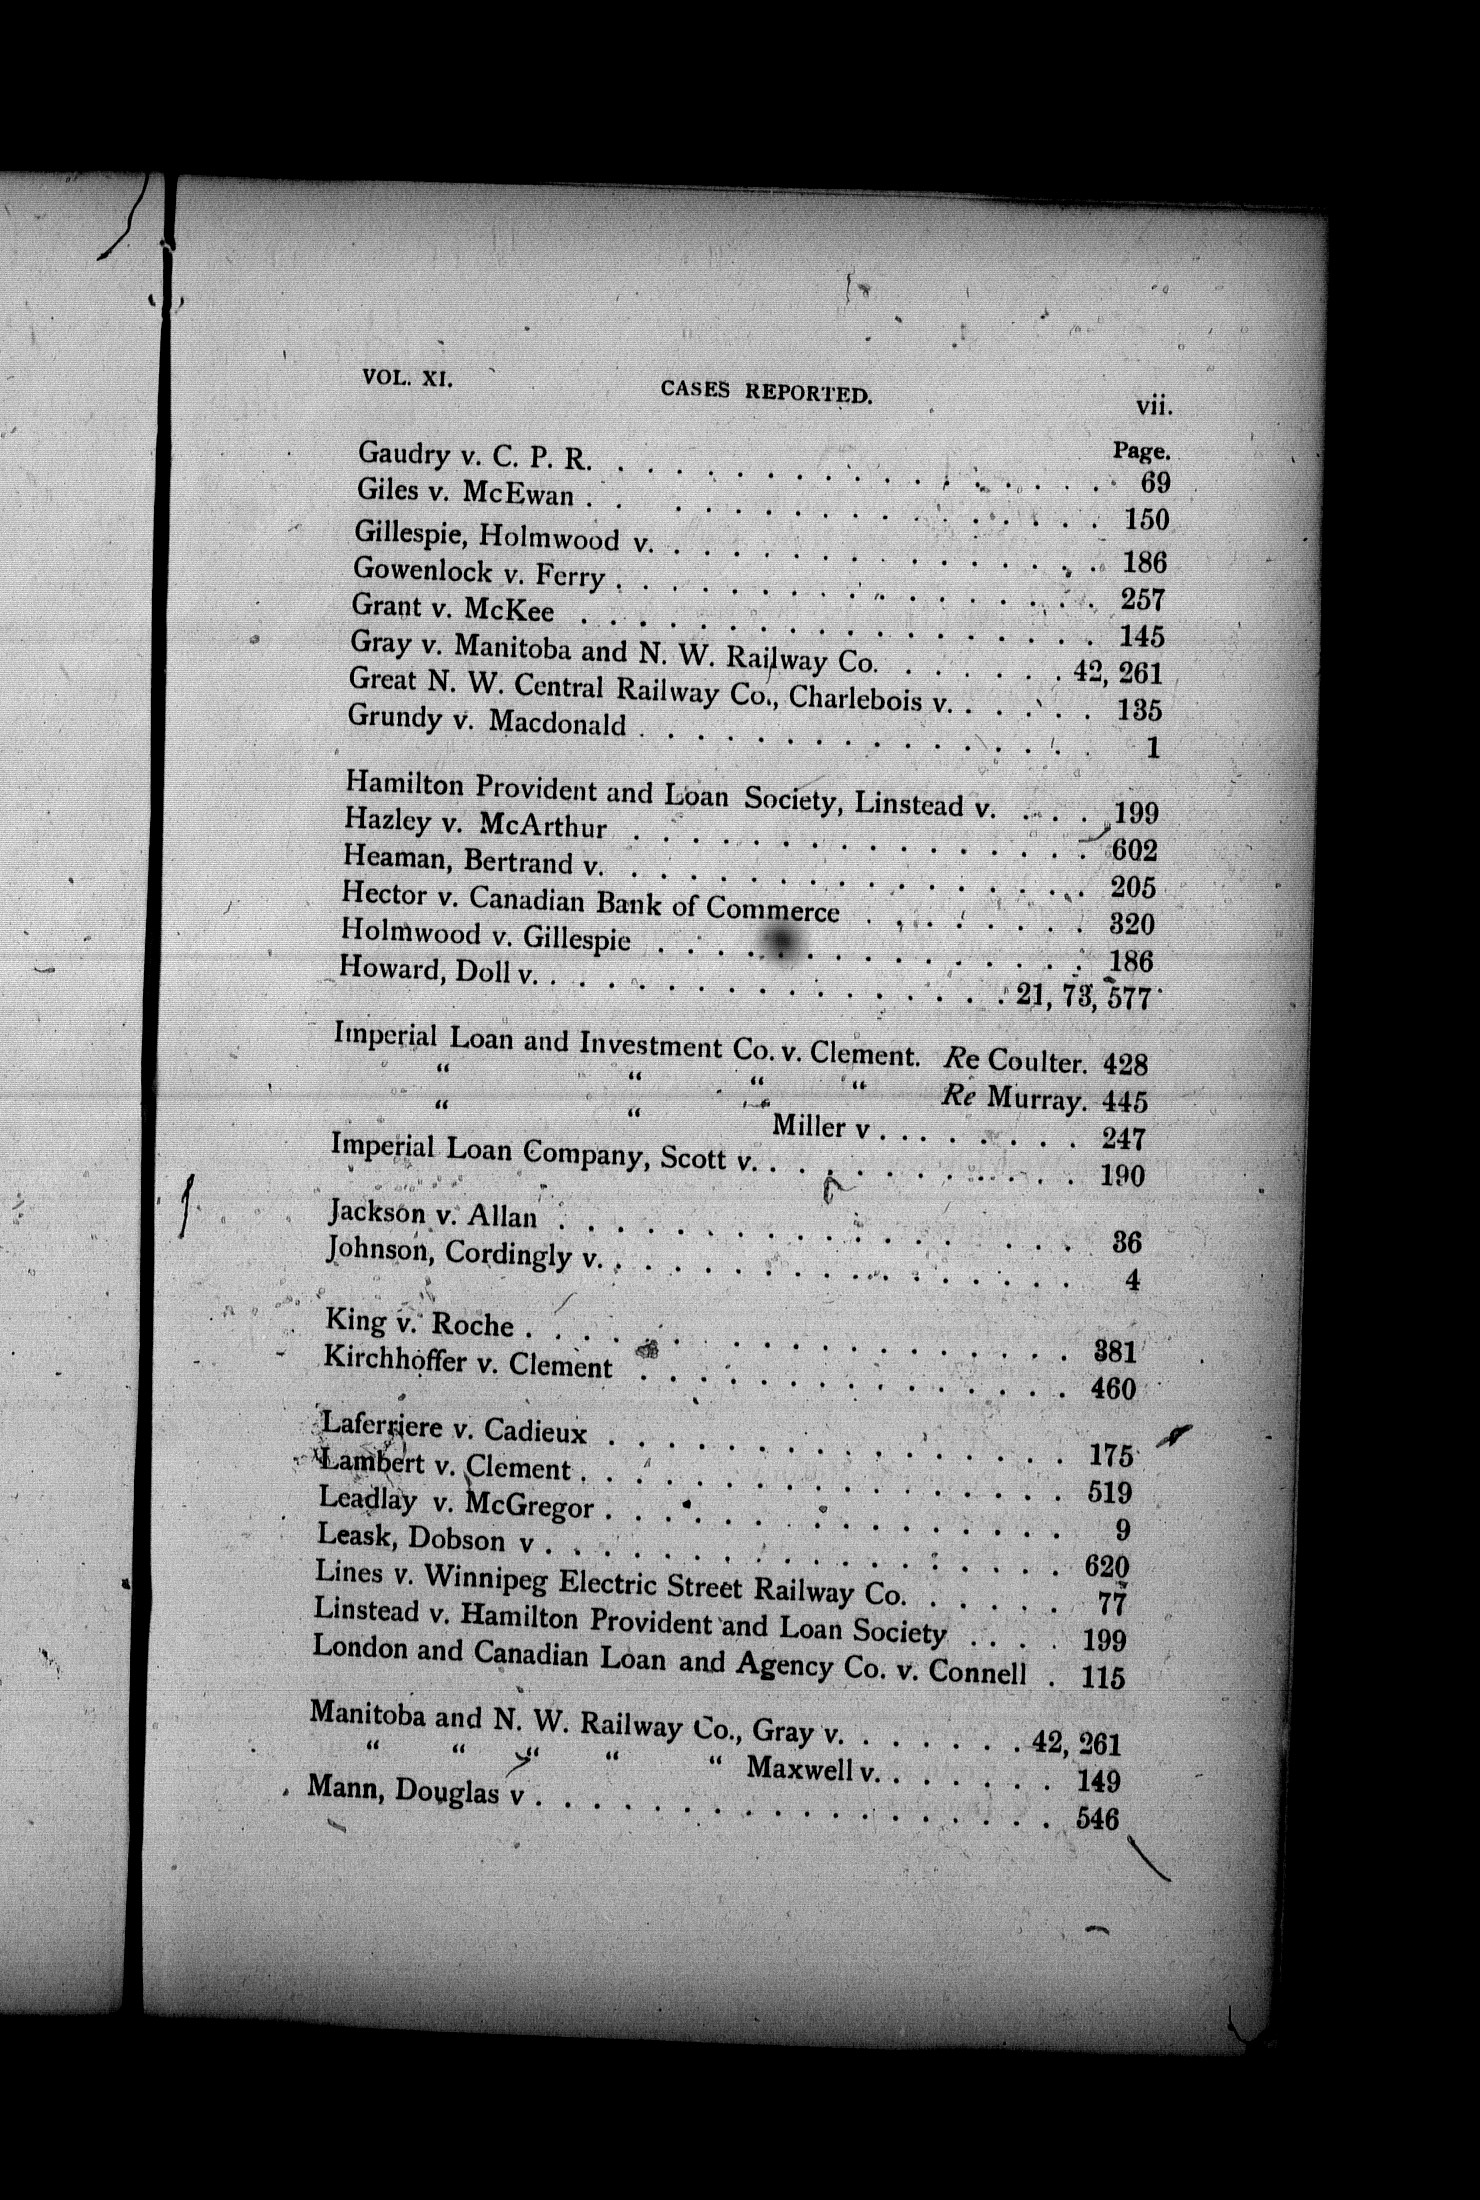 VOL. XI. CASES REPORTED. vii.
Page.
Gaudry v. C. P. R. . . . . . . . . . . . . . . . . . . 69
Giles v. McEwan . . . . . . . . . . . . . . . . . . 150
Gillespie, Holmwood v. . . . . . . . . . . . . . . . 186
Gowenlock v. Ferry . . . . . . . . . . . . . . . . . 257
Grant v. McKee . . . . . . . . . . . . . . . . . . 145
Gray v. Manitoba and N. W. Railway Co. . . . . . . 42, 261
Great N. W. Central Railway Co., Charlebois v. . . . . . 135
Grundy v. Macdonald . . . . . . . . . . . . . . . . 1
Hamilton Provident and Loan Society, Linstead v. . . . 199
Hazley v. McArthur . . . . . . . . . . . . . . . . 602
Heaman, Bertrand v. . . . . . . . . . . . . . . . . 205
Hector v. Canadian Bank of Commerce . . . . . . . . 320
Holmwood v. Gillespie . . . . . . . . . . . . . . . 186
Howard, Doll v. . . . . . . . . . . . . . . . . . 21, 73, 577
Imperial Loan and Investment Co. v. Clement. Re Coulter. 428
“ “ “ “ Re Murray. 445
“ “ “ Miller v . . . . . . . 247
Imperial Loan Company, Scott v. . . . . . . . . . . . 190
Jackson v. Allan . . . . . . . . . . . . . . . . . . 36
Johnson, Cordingly v. . . . . . . . . . . . . . . . . 4
King v. Roche . . . . . . . . . . . . . . . . . . . 381
Kirchhoffer v. Clement . . . . . . . . . . . . . . . 460
Laferriere v. Cadieux . . . . . . . . . . . . . . . . 175
Lambert v. Clement . . . . . . . . . . . . . . . . . 519
Leadlay v. McGregor . . . . . . . . . . . . . . . . 9
Leask, Dobson v . . . . . . . . . . . . . . . . . . 620
Lines v. Winnipeg Electric Street Railway Co. . . . . . 77
Linstead v. Hamilton Provident and Loan Society . . . . 199
London and Canadian Loan and Agency Co. v. Connell . 115
Manitoba and N. W. Railway Co., Gray v. . . . . . . 42, 261
“ “ “ “ “ Maxwell v. . . . . . . 149
Mann, Douglas v . . . . . . . . . . . . . . . . . . 546